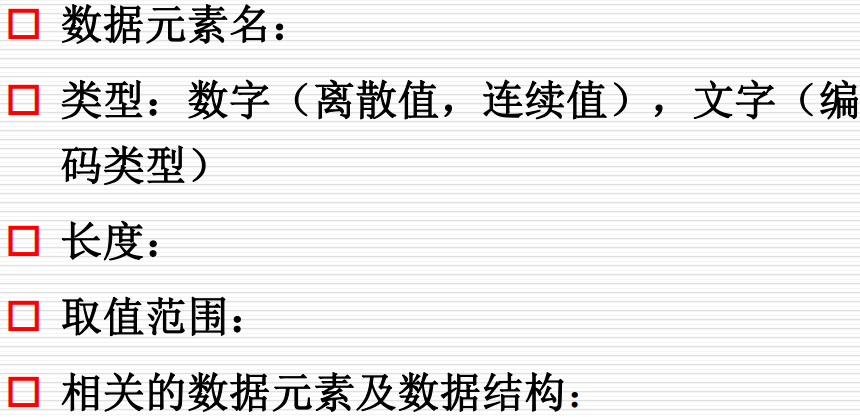 数据元素名：
类型：数字（离散值，连续值），文字（编
码类型）
长度：
取值范围：
相关的数据元素及数据结构：